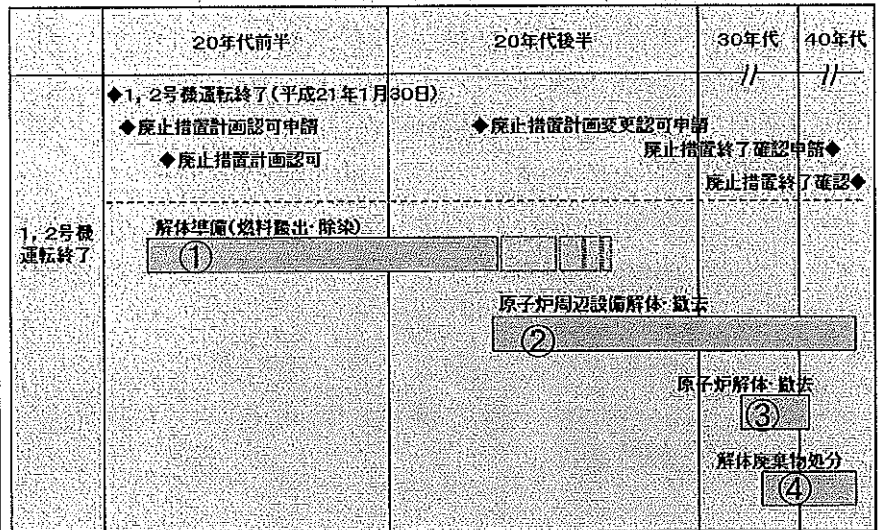 20年代前半
20年代後半
30年代
40年代
◆1, 2号機運転終了(平成21年1月30日)
◆廃止措置計画認可申請
◆廃止措置計画変更認可申請
廃止措置終了確認申請◆
◆廃止措置計画認可
廃止措置終了確認◆
1, 2号機
運転終了
解体準備(燃料搬出・除染)
①
原子炉周辺設備解体・撤去
②
原子炉解体・撤去
③
解体廃棄物処分
④